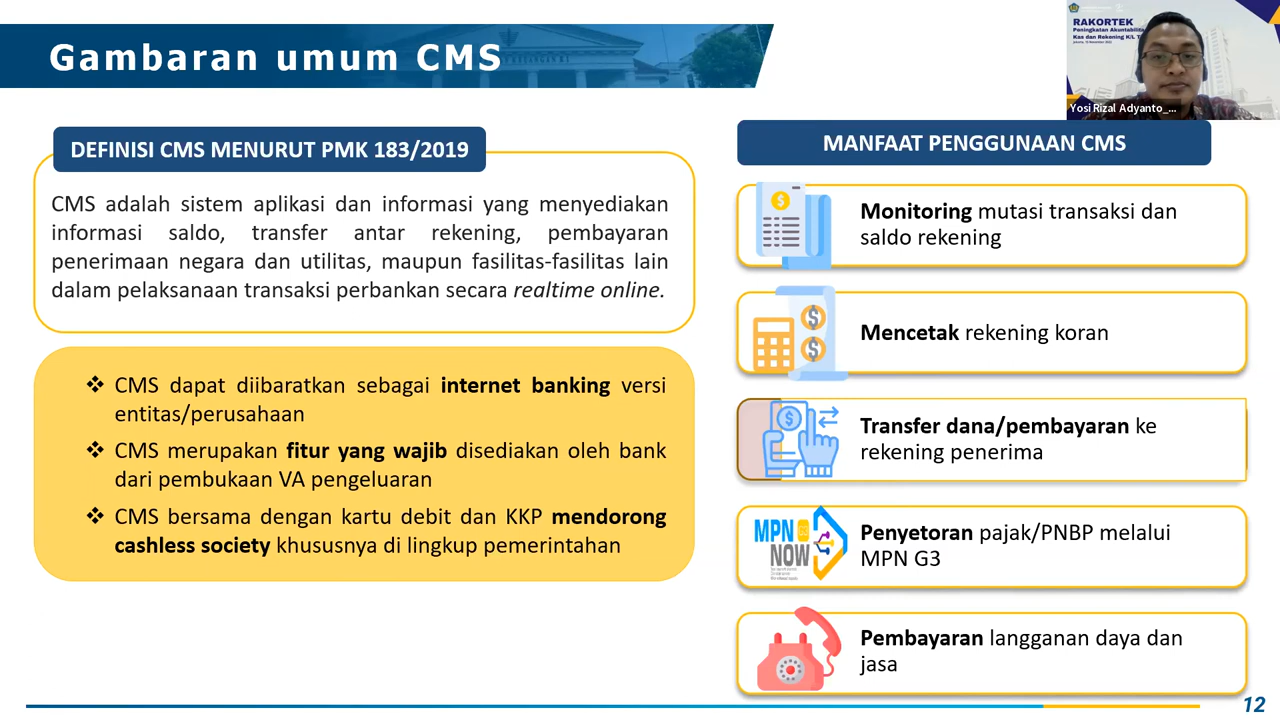 Gambaran umum CMS
RAKORTEK
Peningkatan Akuntabilita
Kas dan Rekening K/L T
Yosi Rizal Adyanto_...
DEFINISI CMS MENURUT PMK 183/2019
CMS adalah sistem aplikasi dan informasi yang menyediakan
informasi saldo, transfer antar rekening, pembayaran
penerimaan negara dan utilitas, maupun fasilitas-fasilitas lain
dalam pelaksanaan transaksi perbankan secara realtime online.
❖ CMS dapat diibaratkan sebagai internet banking versi
entitas/perusahaan
❖ CMS merupakan fitur yang wajib disediakan oleh bank
dari pembukaan VA pengeluaran
❖ CMS bersama dengan kartu debit dan KKP mendorong
cashless society khususnya di lingkup pemerintahan
MANFAAT PENGGUNAAN CMS
Monitoring mutasi transaksi dan
saldo rekening
Mencetak rekening koran
Transfer dana/pembayaran ke
rekening penerima
MPN
NOW
Penyetoran pajak/PNBP melalui
MPN G3
Pembayaran langganan daya dan
jasa
12